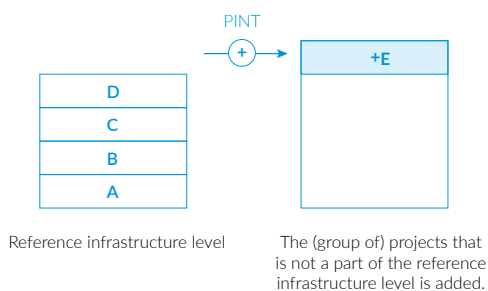 PINT
+
+E
D
C
B
A
Reference infrastructure level
The (group of) projects that
is not a part of the reference
infrastructure level is added.